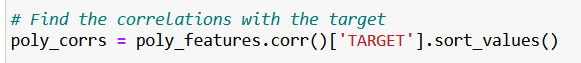 # Find the correlations with the target
poly_corrs = poly_features.corr()['TARGET'].sort_values()